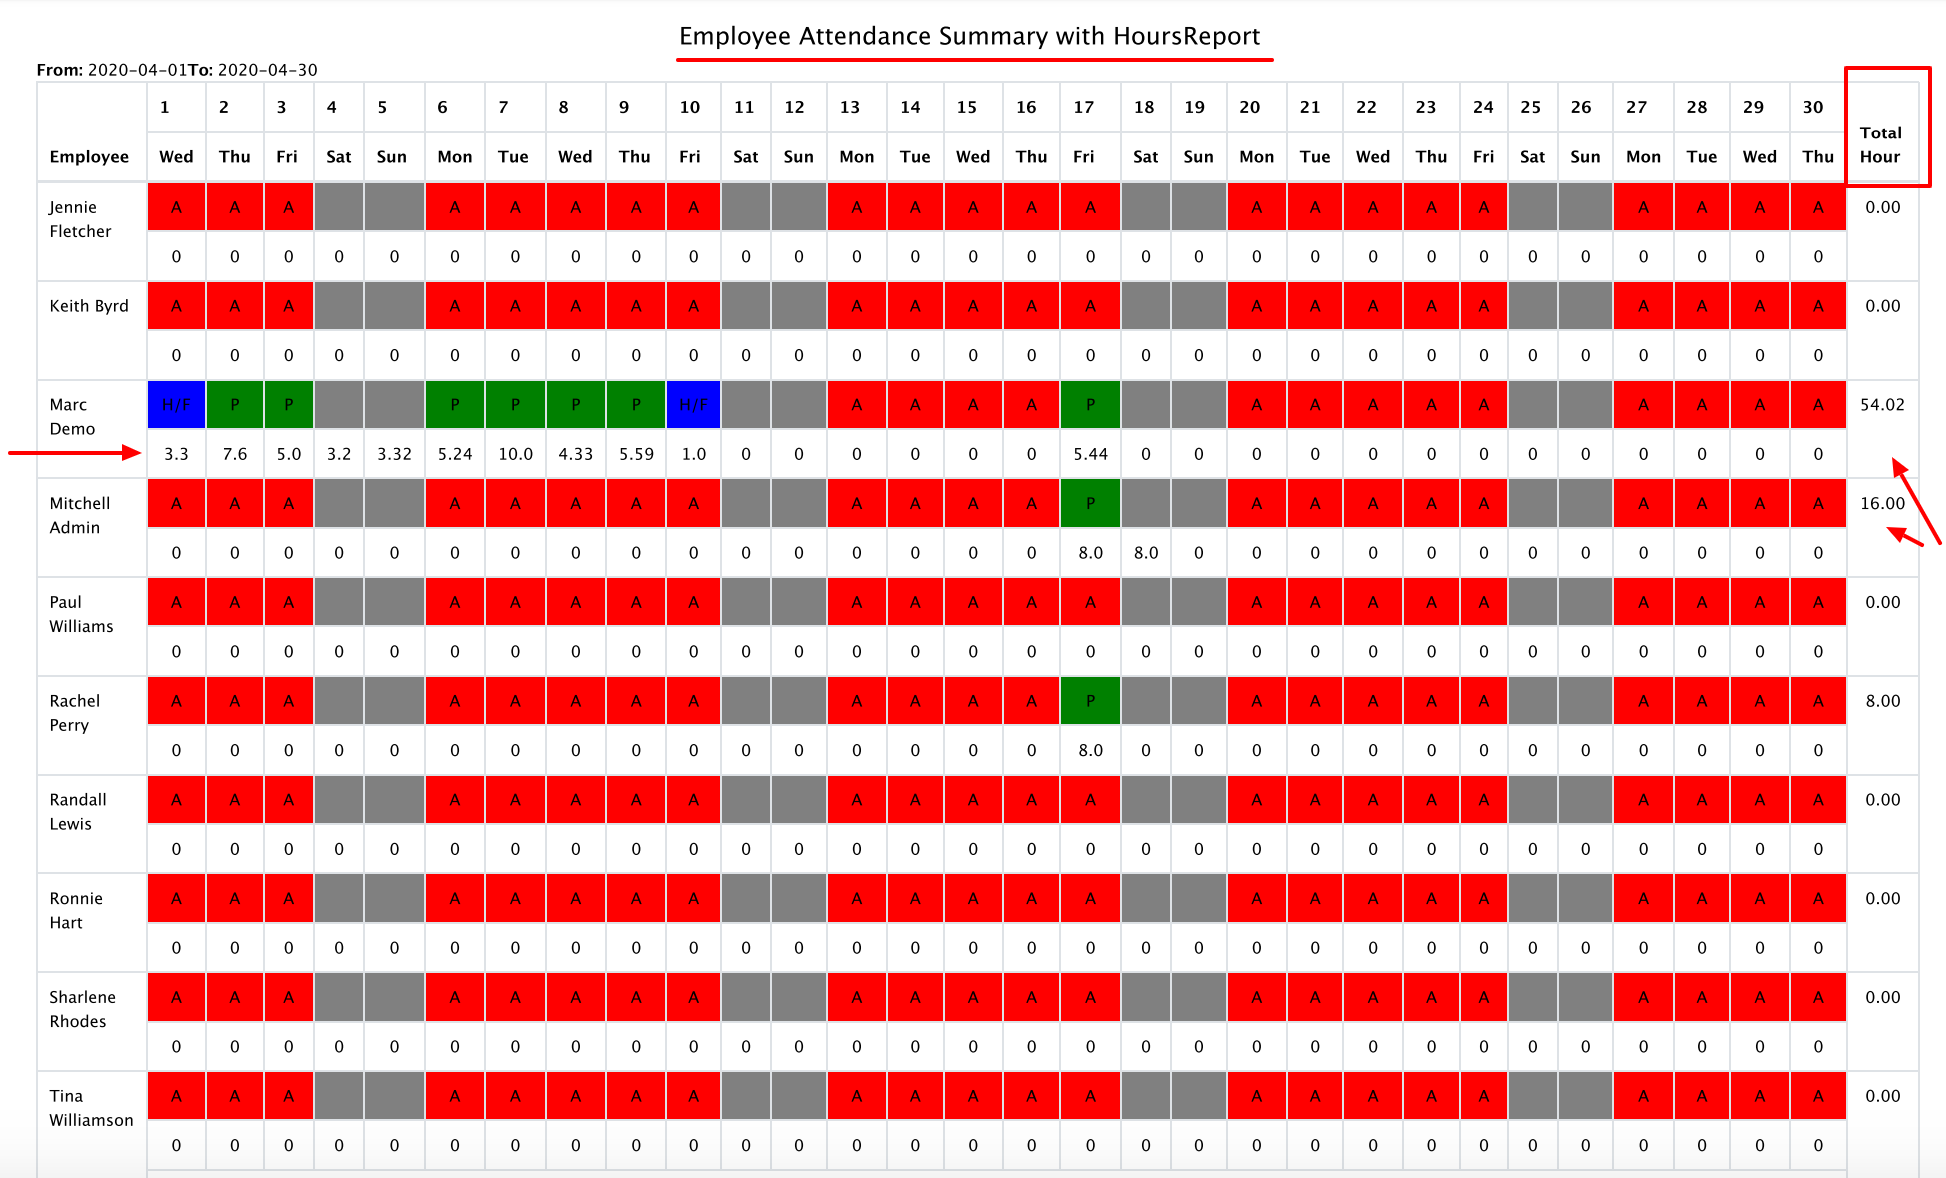 Employee Attendance Summary with HoursReport
From: 2020-04-01To: 2020-04-30
1 2 3 4 5 6 7 8 9 10 11 12 13 14 15 16 17 18 19 20 21 22 23 24 25 26 27 28 29 30 Total Hour
Employee Wed Thu Fri Sat Sun Mon Tue Wed Thu Fri Sat Sun Mon Tue Wed Thu Fri Sat Sun Mon Tue Wed Thu Fri Sat Sun Mon Tue Wed Thu
Jennie Fletcher A A A A A A A A A A A A A A A A A A A A A A 0.00
0 0 0 0 0 0 0 0 0 0 0 0 0 0 0 0 0 0 0 0 0 0 0 0 0 0 0 0 0 0
Keith Byrd A A A A A A A A A A A A A A A A A A A A A A 0.00
0 0 0 0 0 0 0 0 0 0 0 0 0 0 0 0 0 0 0 0 0 0 0 0 0 0 0 0 0 0
Marc Demo H/F P P P P P P H/F A A A A P A A A A A A A A A 54.02
3.3 7.6 5.0 3.2 3.32 5.24 10.0 4.33 5.59 1.0 0 0 0 0 0 0 5.44 0 0 0 0 0 0 0 0 0 0 0 0 0
Mitchell Admin A A A A A A A A A A A A P A A A A A A A A A 16.00
0 0 0 0 0 0 0 0 0 0 0 0 0 0 0 0 8.0 8.0 0 0 0 0 0 0 0 0 0 0 0 0
Paul Williams A A A A A A A A A A A A A A A A A A A A A A 0.00
0 0 0 0 0 0 0 0 0 0 0 0 0 0 0 0 0 0 0 0 0 0 0 0 0 0 0 0 0 0
Rachel Perry A A A A A A A A A A A A P A A A A A A A A A 8.00
0 0 0 0 0 0 0 0 0 0 0 0 0 0 0 0 8.0 0 0 0 0 0 0 0 0 0 0 0 0 0
Randall Lewis A A A A A A A A A A A A A A A A A A A A A A 0.00
0 0 0 0 0 0 0 0 0 0 0 0 0 0 0 0 0 0 0 0 0 0 0 0 0 0 0 0 0 0
Ronnie Hart A A A A A A A A A A A A A A A A A A A A A A 0.00
0 0 0 0 0 0 0 0 0 0 0 0 0 0 0 0 0 0 0 0 0 0 0 0 0 0 0 0 0 0
Sharlene Rhodes A A A A A A A A A A A A A A A A A A A A A A 0.00
0 0 0 0 0 0 0 0 0 0 0 0 0 0 0 0 0 0 0 0 0 0 0 0 0 0 0 0 0 0
Tina Williamson A A A A A A A A A A A A A A A A A A A A A A 0.00
0 0 0 0 0 0 0 0 0 0 0 0 0 0 0 0 0 0 0 0 0 0 0 0 0 0 0 0 0 0